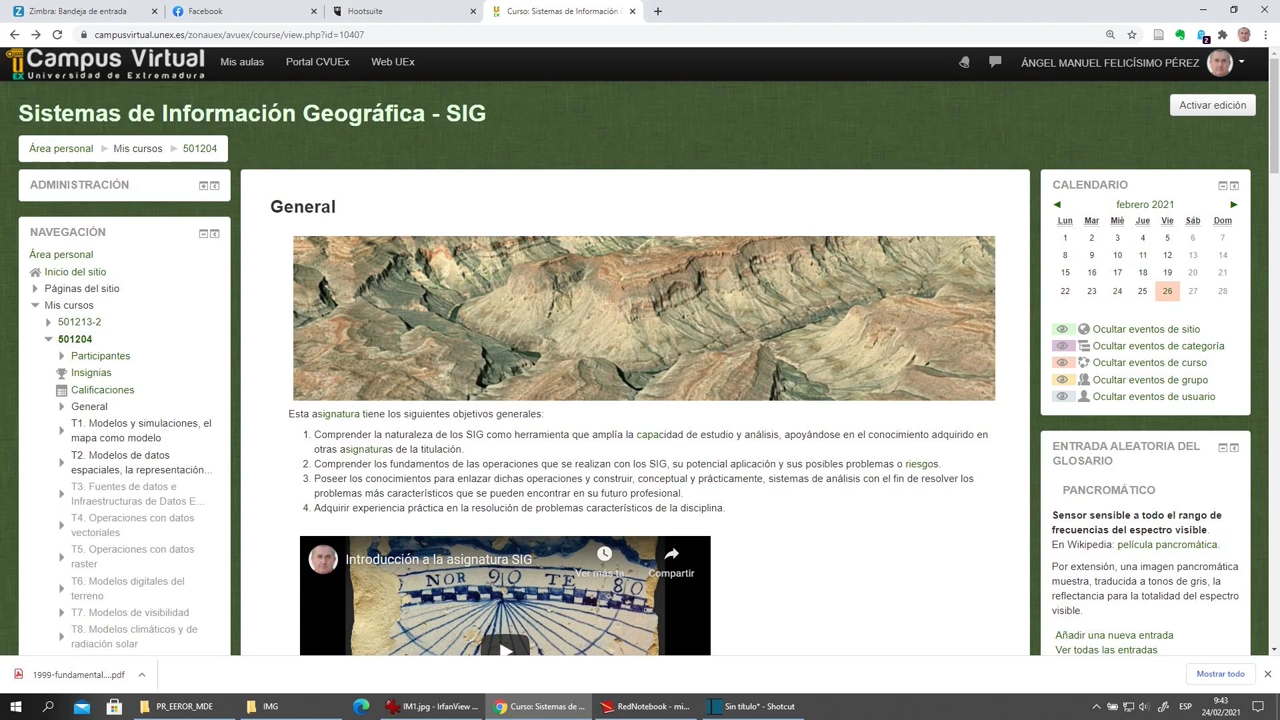 Zimbra: Bandeja de entrada
Facebook
Hootsuite
Curso: Sistemas de Información G
campusvirtual.unex.es/zonauex/avuex/course/view.php?id=10407
Campus Virtual
Universidad de Extremadura
Mis aulas
Portal CVUEx
Web UEx
ÁNGEL MANUEL FELICÍSIMO PÉREZ
Sistemas de Información Geográfica - SIG
Activar edición
Área personal
Mis cursos
501204
ADMINISTRACIÓN
NAVEGACIÓN
Área personal
Inicio del sitio
Páginas del sitio
Mis cursos
501213-2
501204
Participantes
Insignias
Calificaciones
General
T1. Modelos y simulaciones, el
mapa como modelo
T2. Modelos de datos
espaciales, la representación...
T3. Fuentes de datos e
Infraestructuras de Datos E...
T4. Operaciones con datos
vectoriales
T5. Operaciones con datos
raster
T6. Modelos digitales del
terreno
T7. Modelos de visibilidad
T8. Modelos climáticos y de
radiación solar
General
Esta asignatura tiene los siguientes objetivos generales:
1. Comprender la naturaleza de los SIG como herramienta que amplía la capacidad de estudio y análisis, apoyándose en el conocimiento adquirido en
otras asignaturas de la titulación.
2. Comprender los fundamentos de las operaciones que se realizan con los SIG, su potencial aplicación y sus posibles problemas o riesgos.
3. Poseer los conocimientos para enlazar dichas operaciones y construir, conceptual y prácticamente, sistemas de análisis con el fin de resolver los
problemas más característicos que se pueden encontrar en su futuro profesional.
4. Adquirir experiencia práctica en la resolución de problemas característicos de la disciplina.
Introducción a la asignatura SIG
Ver más ta...
Compartir
NOR 90 TE 80
CALENDARIO
febrero 2021
Lun Mar Mié Jue Vie Sáb Dom
1 2 3 4 5 6 7
8 9 10 11 12 13 14
15 16 17 18 19 20 21
22 23 24 25 26 27 28
Ocultar eventos de sitio
Ocultar eventos de categoría
Ocultar eventos de curso
Ocultar eventos de grupo
Ocultar eventos de usuario
ENTRADA ALEATORIA DEL
GLOSARIO
PANCROMÁTICO
Sensor sensible a todo el rango de
frecuencias del espectro visible.
En Wikipedia: película pancromática.
Por extensión, una imagen pancromática
muestra, traducida a tonos de gris, la
reflectancia para la totalidad del espectro
visible.
Añadir una nueva entrada
Ver todas las entradas
1999-fundamental....pdf
Mostrar todo
PR_EEROR_MDE
IMG
IM1.jpg - IrfanView ...
Curso: Sistemas de ...
RedNotebook - mi...
Sin título* - Shotcut
ESP
9:43
24/02/2021